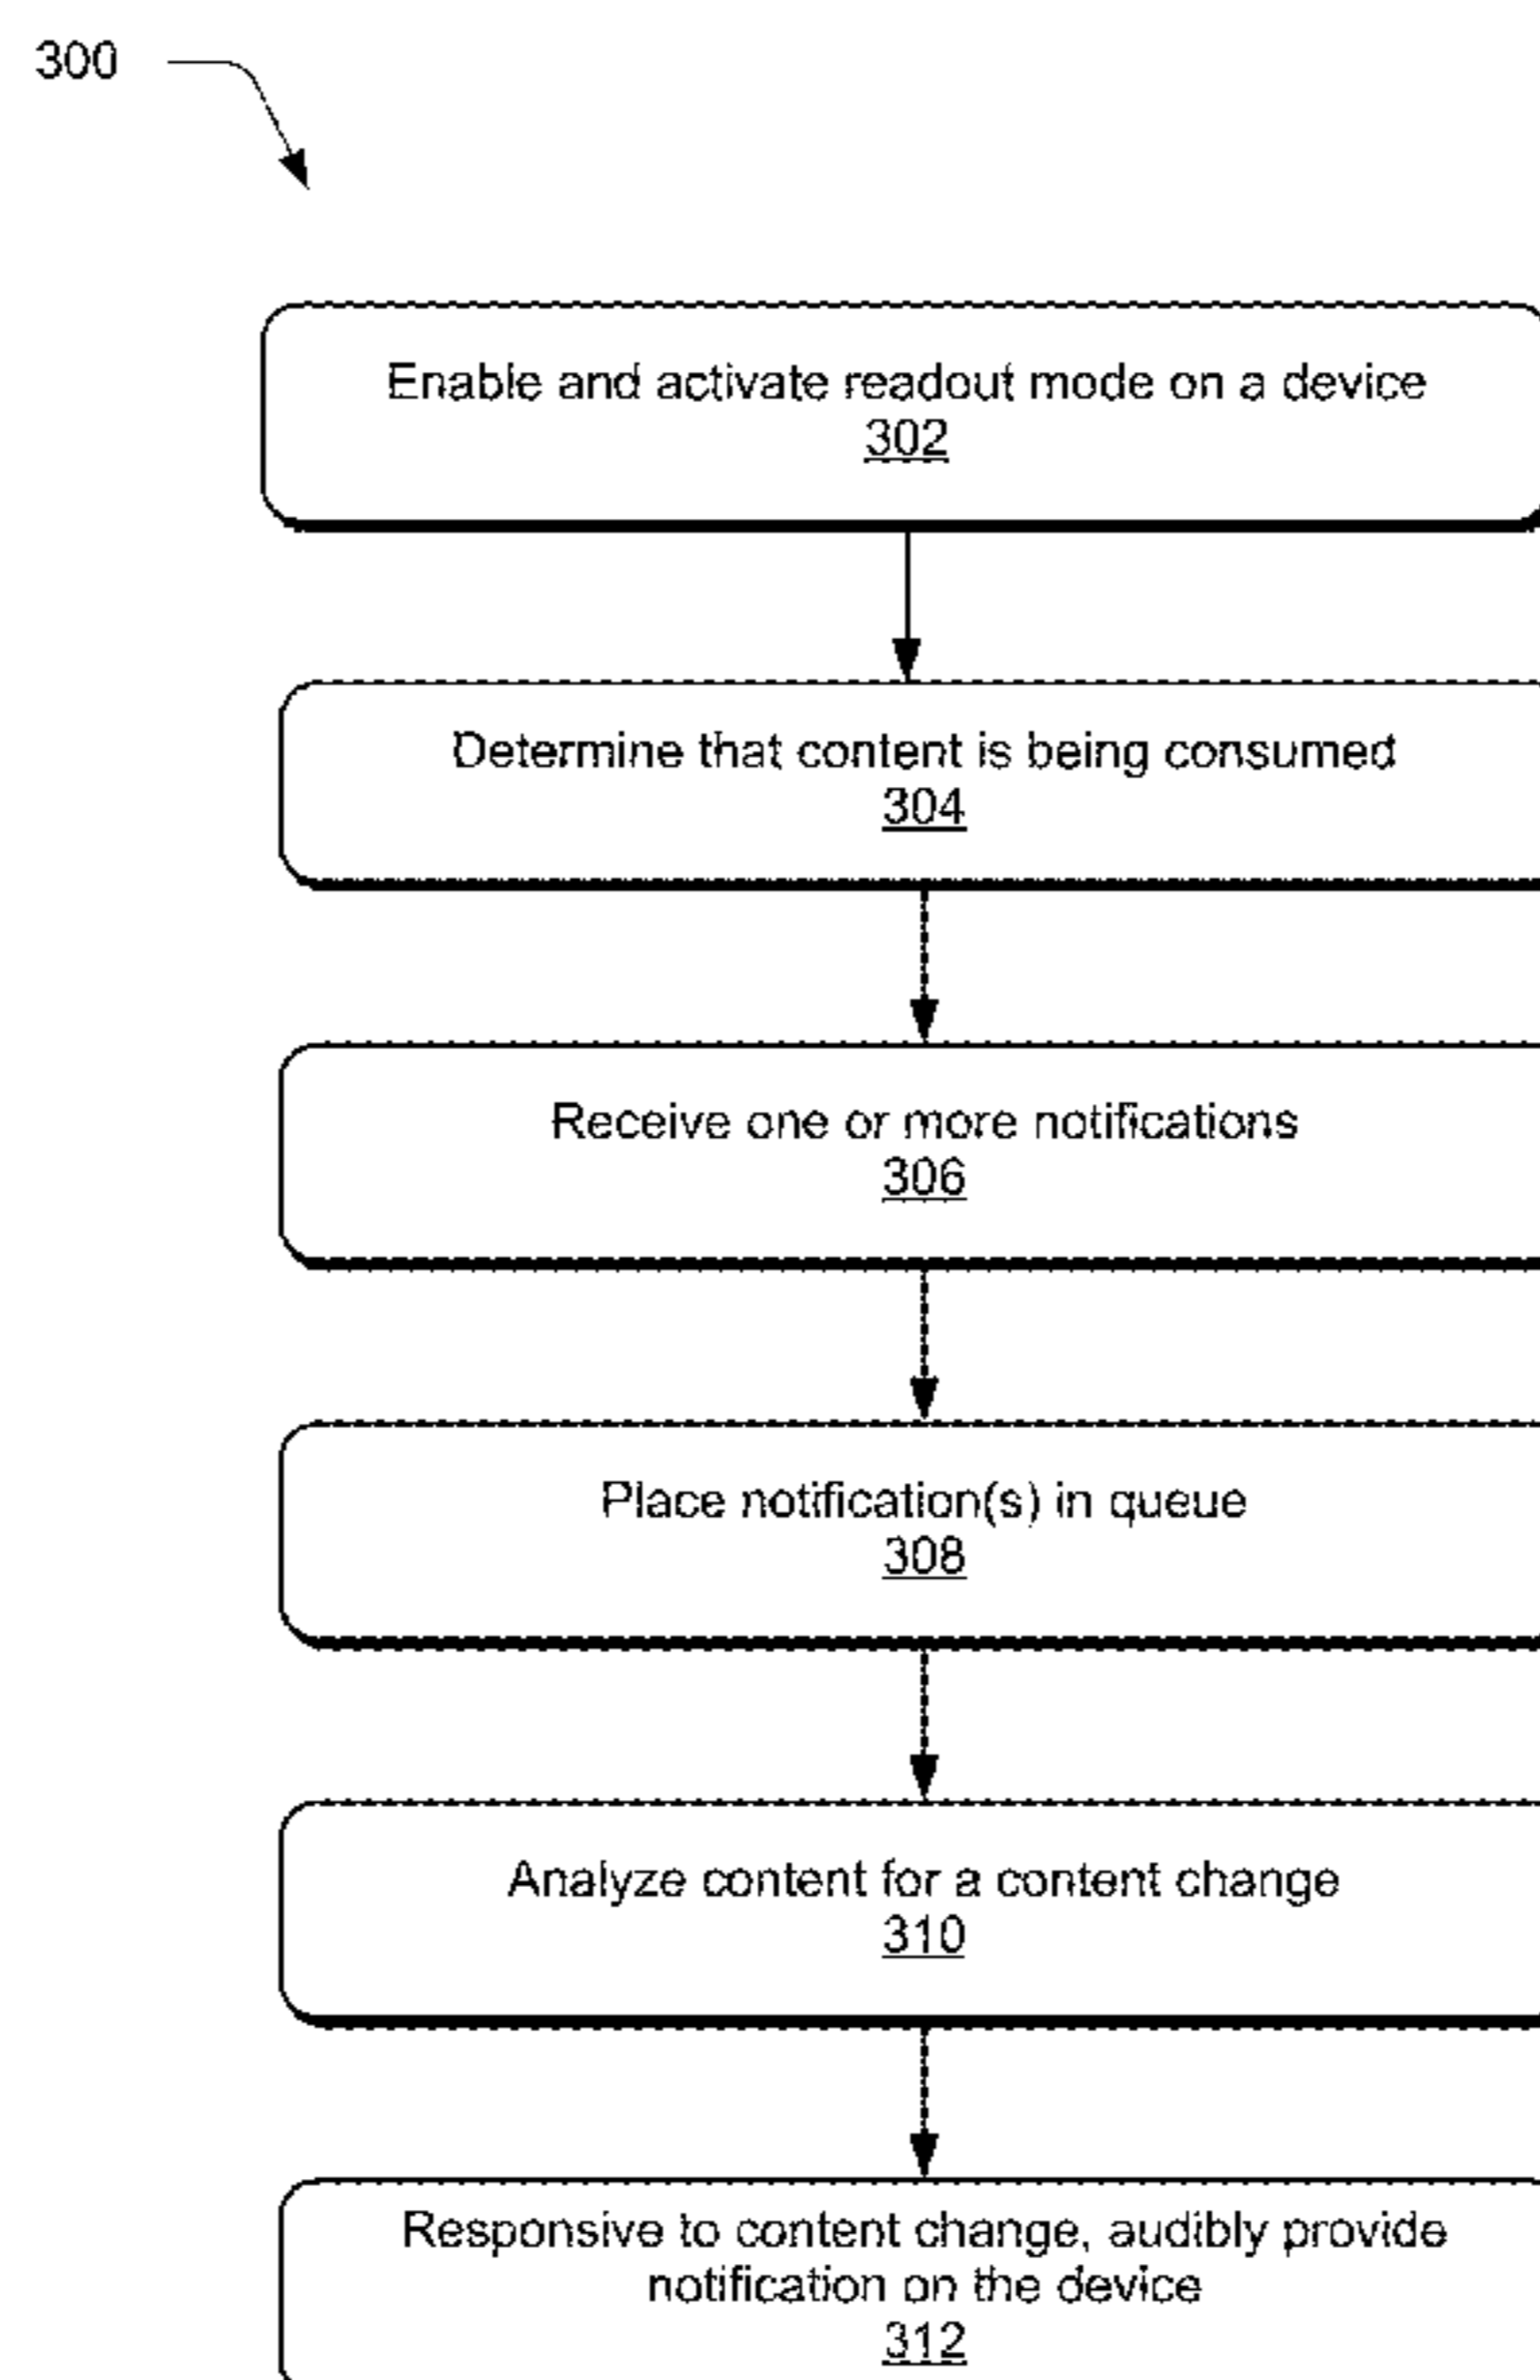 300
Enable and activate readout mode on a device
302
Determine that content is being consumed
304
Receive one or more notifications
306
Place notification(s) in queue
308
Analyze content for a content change
310
Responsive to content change, audibly provide
notification on the device
312